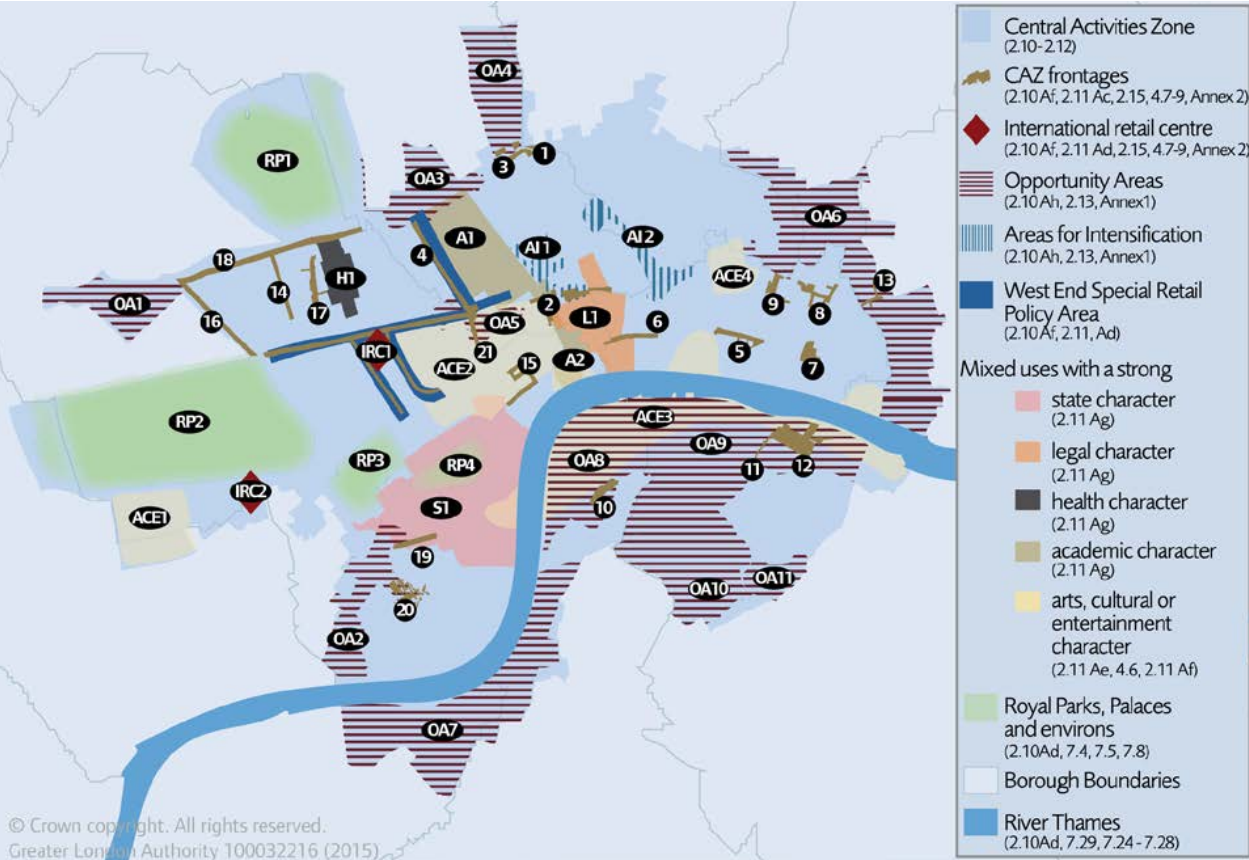 OA4
RP1
1
3
OA3
OA6
A1
AI1
AI2
4
18
H1
ACE4
13
14
9
8
OA1
17
2
16
L1
6
OA5
IRC1
21
5
ACE2
15
A2
7
RP2
ACE3
OA9
RP3
RP4
OA8
11
12
IRC2
S1
10
ACE1
19
OA11
OA10
20
OA2
OA7
© Crown copyright. All rights reserved.
Greater London Authority 100032216 (2015)
Central Activities Zone
(2.10-2.12)
CAZ frontages
(2.10 Af, 2.11 Ac, 2.15, 4.7-9, Annex 2)
International retail centre
(2.10 Af, 2.11 Ad, 2.15, 4.7-9, Annex 2)
Opportunity Areas
(2.10 Ah, 2.13, Annex1)
Areas for Intensification
(2.10 Ah, 2.13, Annex1)
West End Special Retail
Policy Area
(2.10 Af, 2.11, Ad)
Mixed uses with a strong
state character
(2.11 Ag)
legal character
(2.11 Ag)
health character
(2.11 Ag)
academic character
(2.11 Ag)
arts, cultural or
entertainment
character
(2.11 Ae, 4.6, 2.11 Af)
Royal Parks, Palaces
and environs
(2.10Ad, 7.4, 7.5, 7.8)
Borough Boundaries
River Thames
(2.10Ad, 7.29, 7.24 - 7.28)